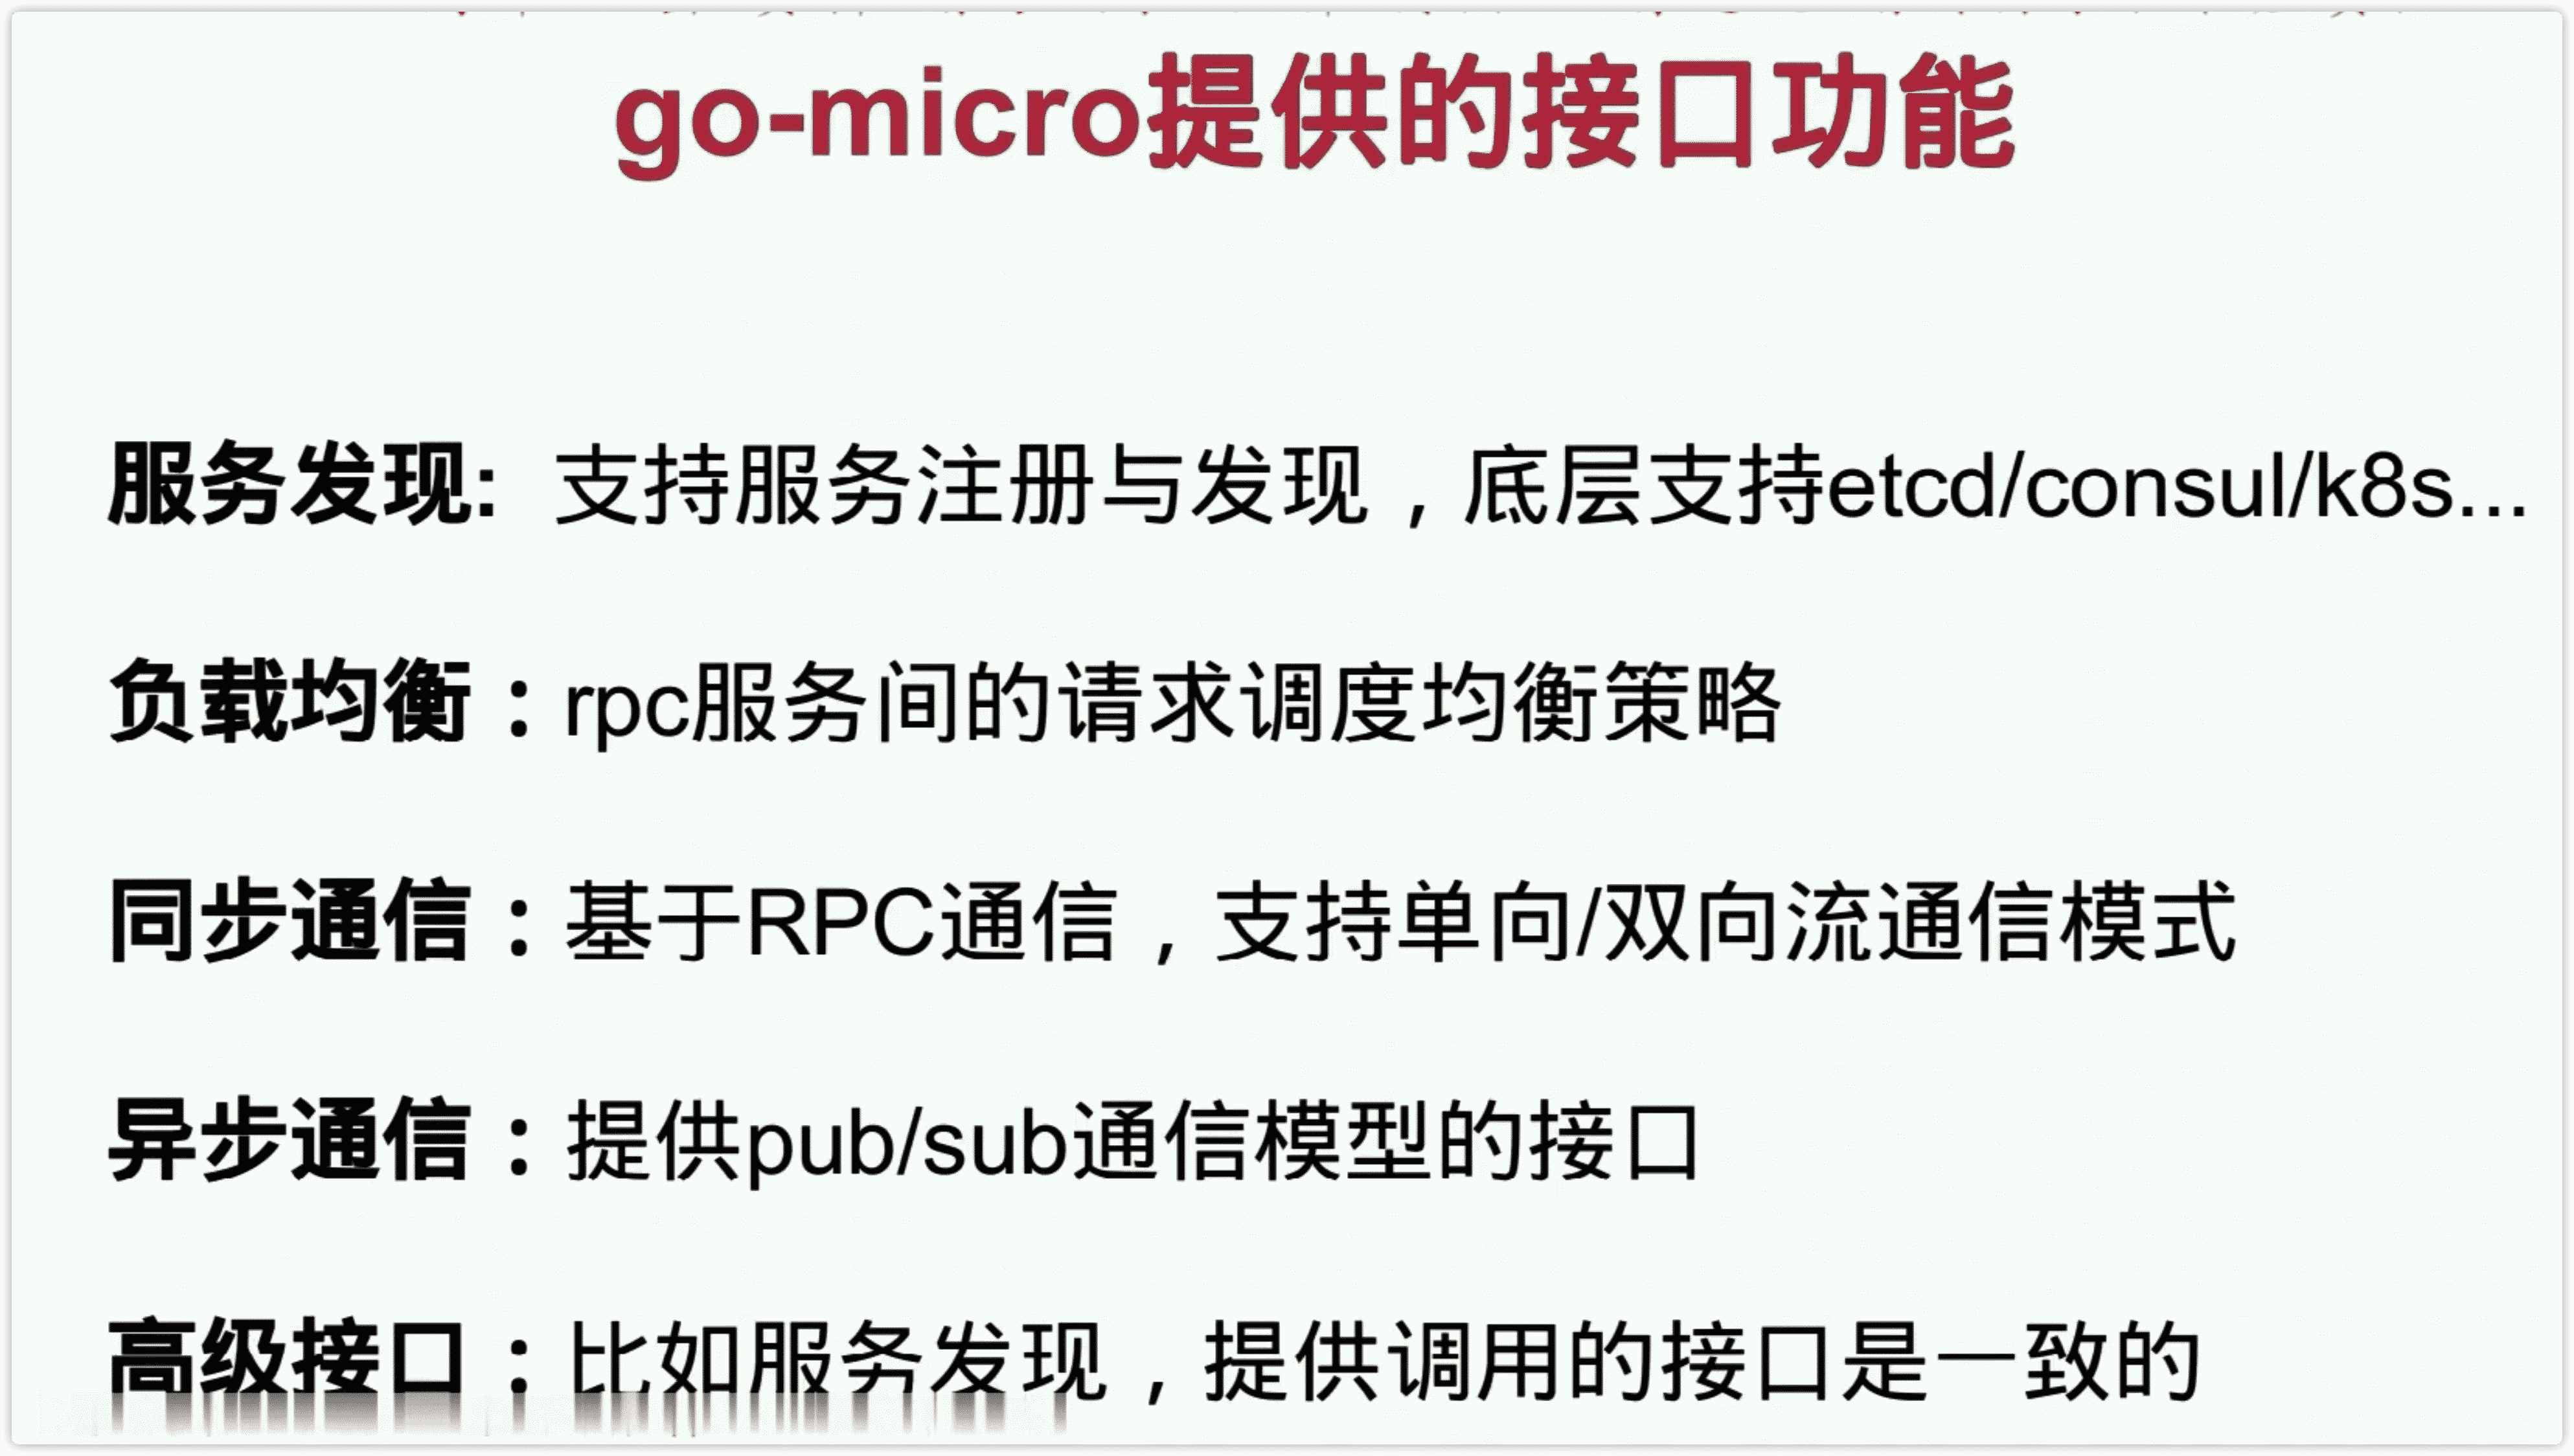 go-micro提供的接口功能
服务发现: 支持服务注册与发现，底层支持etcd/consul/k8s...
负载均衡：rpc服务间的请求调度均衡策略
同步通信：基于RPC通信，支持单向/双向流通信模式
异步通信：提供pub/sub通信模型的接口
高级接口：比如服务发现，提供调用的接口是一致的